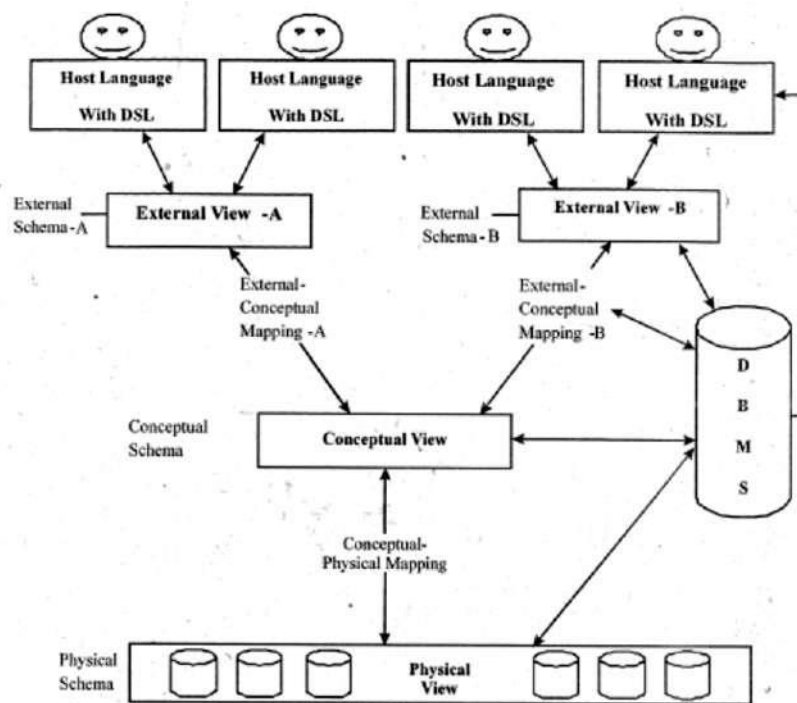 Host Language
With DSL
Host Language
With DSL
Host Language
With DSL
Host Language
With DSL
External
Schema-A
External View -A
External
Schema-B
External View -B
External-
Conceptual
Mapping -A
External-
Conceptual
Mapping -B
D
B
M
S
Conceptual
Schema
Conceptual View
Conceptual-
Physical Mapping
Physical
Schema
Physical
View